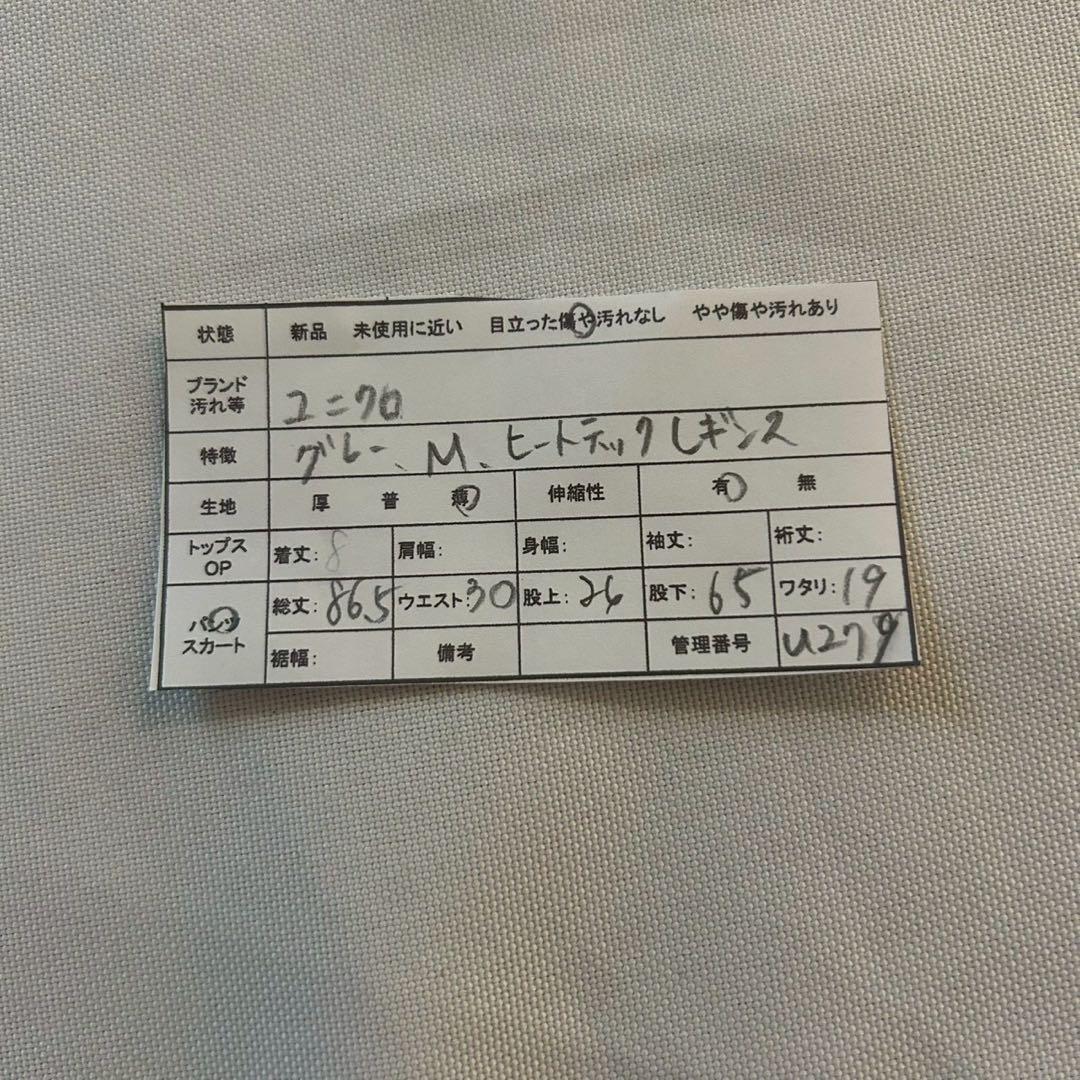 状態 新品 未使用に近い 目立った傷や汚れなし やや傷や汚れあり
ブランド
汚れ等 ユニクロ
特徴 グレー、M、ヒートテックレギンス
生地 厚 普 薄 伸縮性 有 無
トップス
OP 着丈: 8 肩幅: 身幅: 袖丈: 裄丈:
パンツ
スカート 総丈: 86.5 ウエスト: 30 股上: 26 股下: 65 ワタリ: 19
裾幅: 備考 管理番号 U279